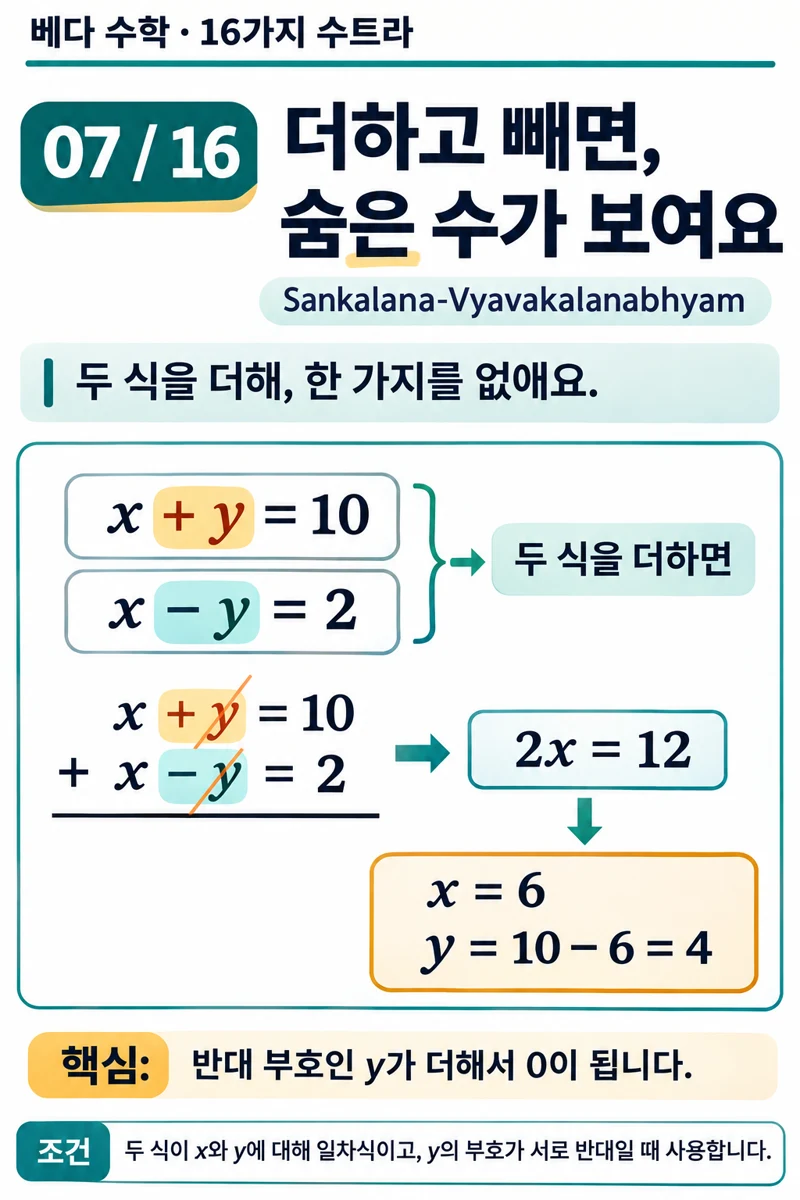 베다 수학 · 16가지 수트라
07 / 16
더하고 빼면,
숨은 수가 보여요
Sankalana-Vyavakalanabhyam
두 식을 더해, 한 가지를 없애요.
x + y = 10
x − y = 2
두 식을 더하면
x + y = 10
+ x − y = 2
2x = 12
x = 6
y = 10 − 6 = 4
핵심: 반대 부호인 y가 더해서 0이 됩니다.
조건 두 식이 x와 y에 대해 일차식이고, y의 부호가 서로 반대일 때 사용합니다.